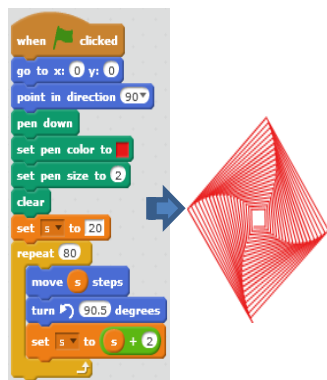 when clicked
go to x: 0 y: 0
point in direction 90
pen down
set pen color to
set pen size to 2
clear
set s to 20
repeat 80
move s steps
turn 90.5 degrees
set s to s + 2